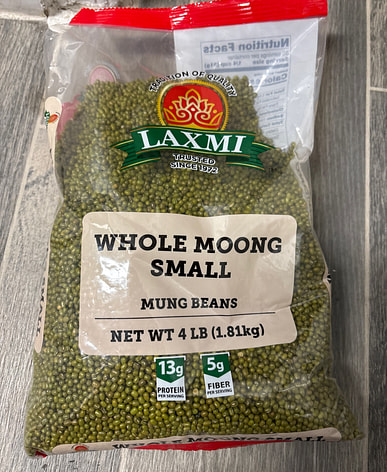 Nutrition Facts
TRADITION OF QUALITY
LAXMI
TRUSTED
SINCE 1972
WHOLE MOONG
SMALL
MUNG BEANS
NET WT 4 LB (1.81kg)
13g
PROTEIN
PER SERVING
5g
FIBER
PER SERVING
WHOLE MOONG SMALL